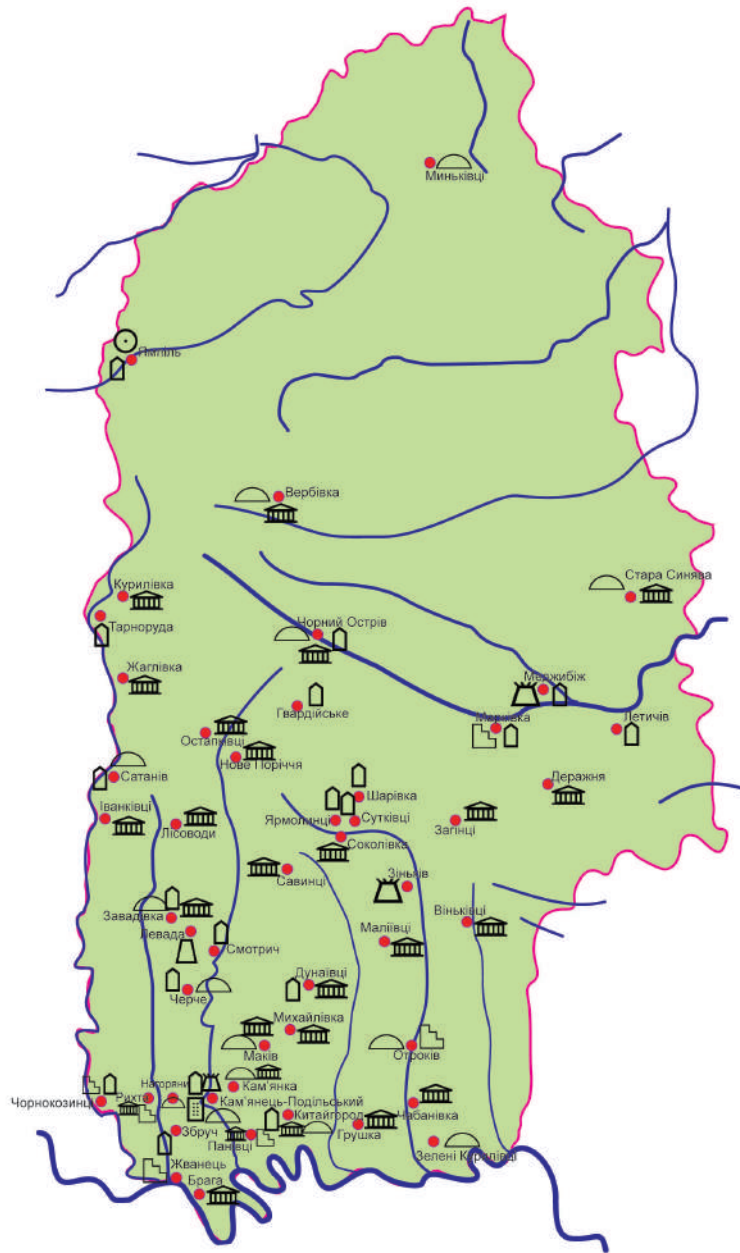 Миньківці
Ямпіль
Вербівка
Стара Синява
Курилівка
Тарноруда
Чорний Острів
Жаглівка
Меджибіж
Гвардійське
Летичів
Остапківці
Нове Поріччя
Сатанів
Деражня
Шарівка
Іванківці
Лісоводи
Ярмолинці
Сутківці
Загінці
Соколівка
Савинці
Зіньків
Завадівка
Віньківці
Левада
Маліївці
Смотрич
Черче
Дунаївці
Михайлівка
Маків
Отроків
Кам'янка
Нагоряни
Чорнокозинці
Рихта
Кам'янець-Подільський
Чабанівка
Китайгород
Збруч
Панівці
Грушка
Жванець
Брага